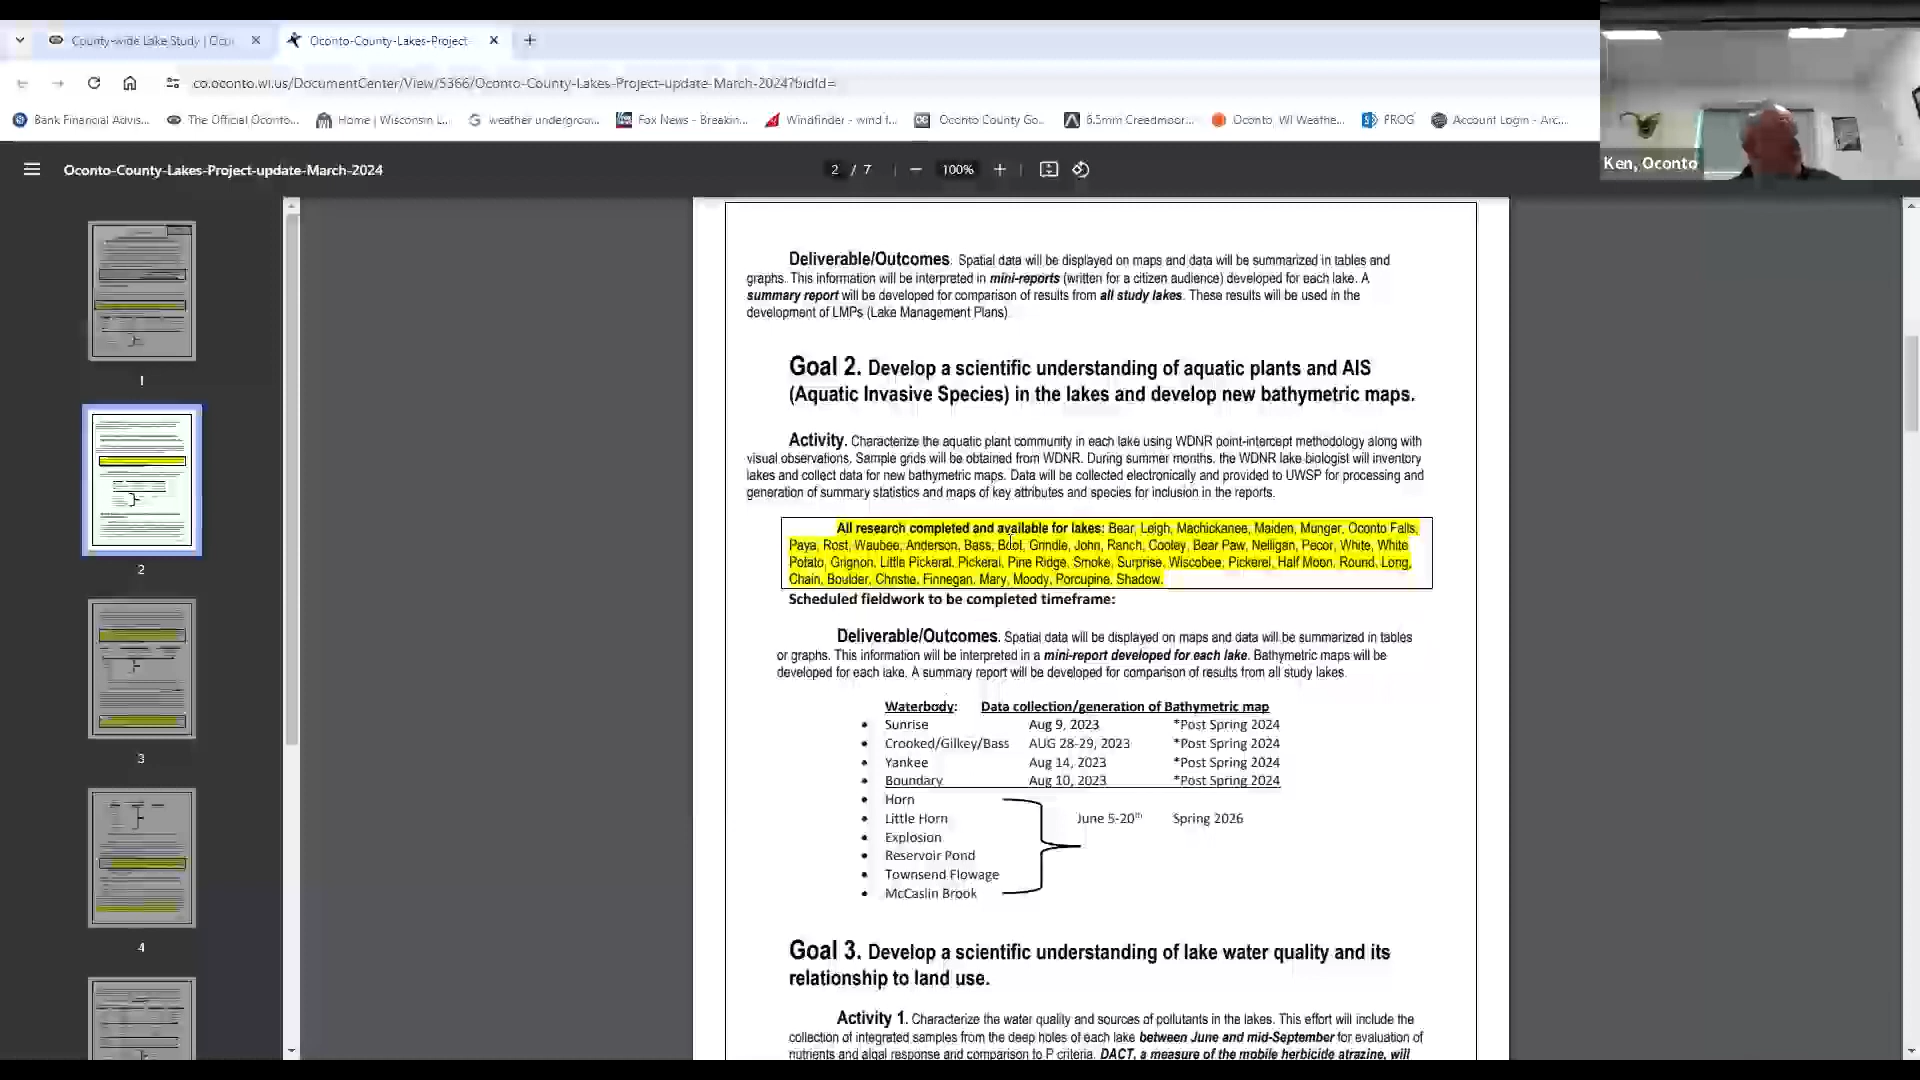 County-wide Lake Study | Ocor
Oconto-County-Lakes-Project
co.oconto.wi.us/DocumentCenter/View/5366/Oconto-County-Lakes-Project-update-March-2024?bidId=
Bank Financial Advis... The Official Oconto... Home | Wisconsin L... weather undergrou... Fox News - Breakin... Windfinder - wind f... Oconto County Go... 6.5mm Creedmoor... Oconto, WI Weathe... PROG Account Login - Arc...
Ken, Oconto
Oconto-County-Lakes-Project-update-March-2024
2 / 7
100%
1
2
3
4
Deliverable/Outcomes. Spatial data will be displayed on maps and data will be summarized in tables and
graphs. This information will be interpreted in mini-reports (written for a citizen audience) developed for each lake. A
summary report will be developed for comparison of results from all study lakes. These results will be used in the
development of LMPs (Lake Management Plans).
Goal 2. Develop a scientific understanding of aquatic plants and AIS
(Aquatic Invasive Species) in the lakes and develop new bathymetric maps.
Activity. Characterize the aquatic plant community in each lake using WDNR point-intercept methodology along with
visual observations. Sample grids will be obtained from WDNR. During summer months, the WDNR lake biologist will inventory
lakes and collect data for new bathymetric maps. Data will be collected electronically and provided to UWSP for processing and
generation of summary statistics and maps of key attributes and species for inclusion in the reports.
All research completed and available for lakes: Bear, Leigh, Machickanee, Maiden, Munger, Oconto Falls,
Paya, Rost, Waubee, Anderson, Bass, Boot, Grindle, John, Ranch, Cooley, Bear Paw, Nelligan, Pecor, White, White
Potato, Grignon, Little Pickeral, Pickeral, Pine Ridge, Smoke, Surprise, Wiscobee, Pickerel, Half Moon, Round, Long,
Chain, Boulder, Christie, Finnegan, Mary, Moody, Porcupine, Shadow.
Scheduled fieldwork to be completed timeframe:
Deliverable/Outcomes. Spatial data will be displayed on maps and data will be summarized in tables
or graphs. This information will be interpreted in a mini-report developed for each lake. Bathymetric maps will be
developed for each lake. A summary report will be developed for comparison of results from all study lakes.
Waterbody: Data collection/generation of Bathymetric map
• Sunrise Aug 9, 2023 *Post Spring 2024
• Crooked/Gilkey/Bass AUG 28-29, 2023 *Post Spring 2024
• Yankee Aug 14, 2023 *Post Spring 2024
• Boundary Aug 10, 2023 *Post Spring 2024
• Horn
• Little Horn June 5-20th Spring 2026
• Explosion
• Reservoir Pond
• Townsend Flowage
• McCaslin Brook
Goal 3. Develop a scientific understanding of lake water quality and its
relationship to land use.
Activity 1. Characterize the water quality and sources of pollutants in the lakes. This effort will include the
collection of integrated samples from the deep holes of each lake between June and mid-September for evaluation of
nutrients and algal response and comparison to P criteria. DACT, a measure of the mobile herbicide atrazine, will